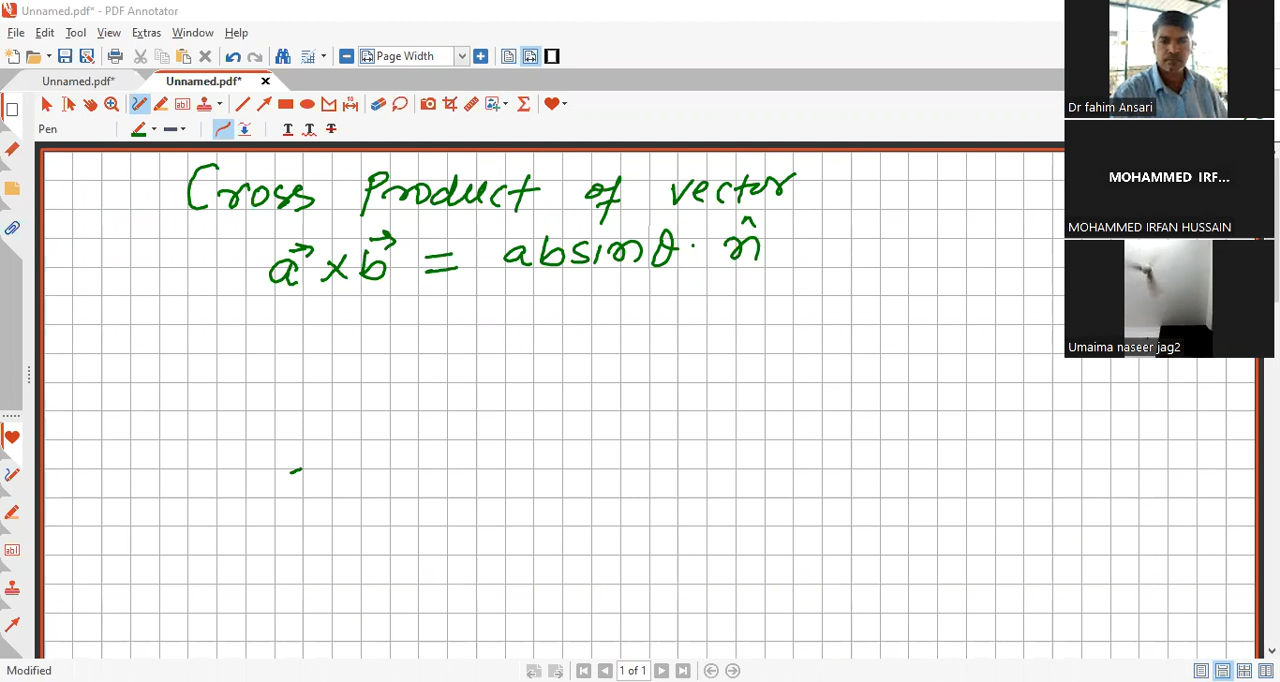 Unnamed.pdf* - PDF Annotator
File Edit Tool View Extras Window Help
Page Width
Unnamed.pdf* Unnamed.pdf*
Pen
Cross Product of vector
a⃗ × b⃗ = absinθ · n̂
Dr fahim Ansari
MOHAMMED IRF...
MOHAMMED IRFAN HUSSAIN
Umaima naseer jag2
Modified
1 of 1